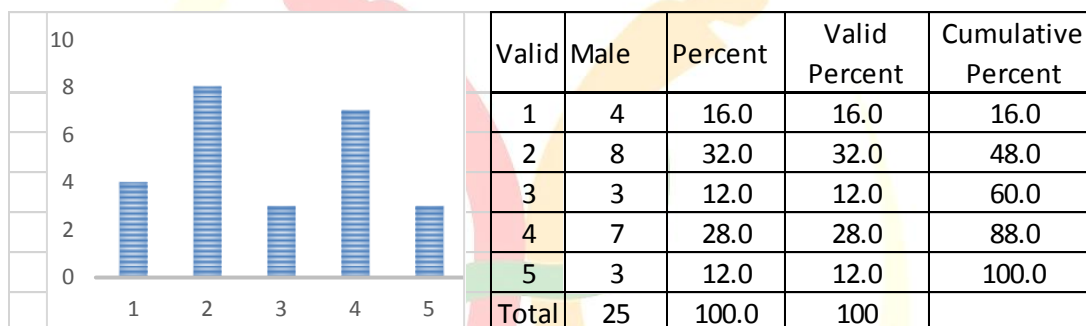 10
8
6
4
2
0
1 2 3 4 5
Valid Male Percent Valid Percent Cumulative Percent
1 4 16.0 16.0 16.0
2 8 32.0 32.0 48.0
3 3 12.0 12.0 60.0
4 7 28.0 28.0 88.0
5 3 12.0 12.0 100.0
Total 25 100.0 100